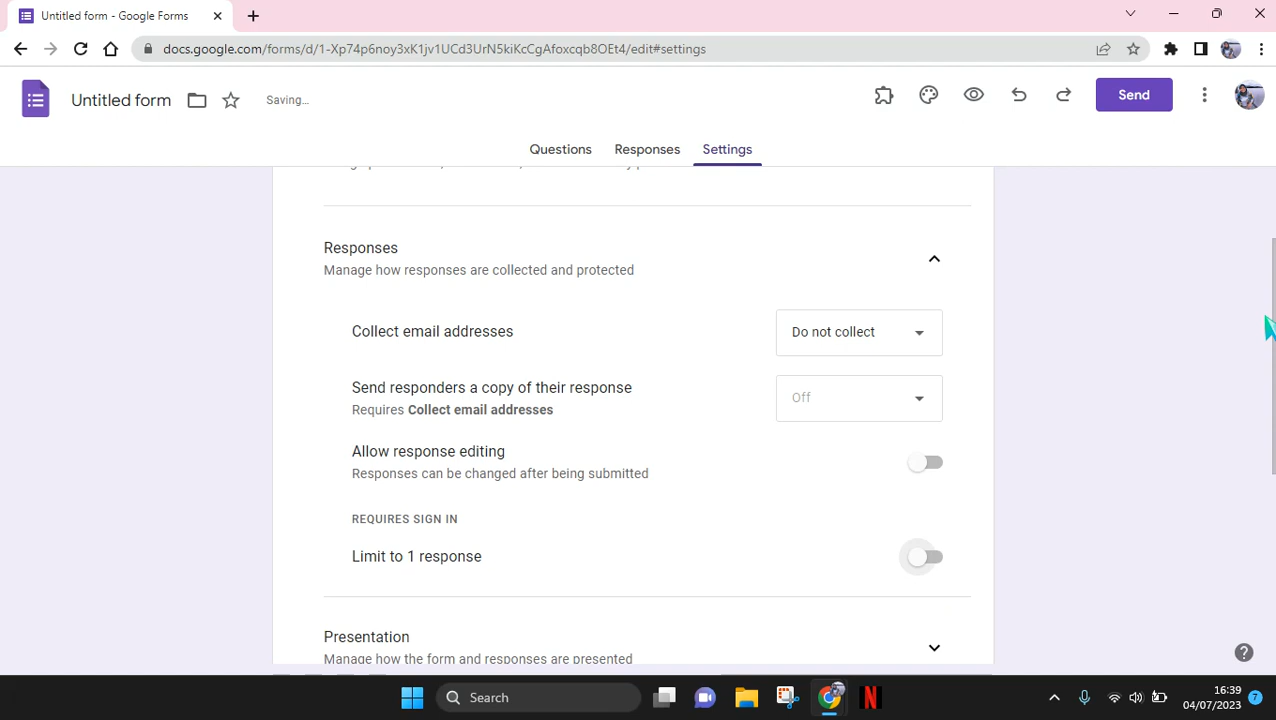 Untitled form - Google Forms
docs.google.com/forms/d/1-Xp74p6noy3xK1jv1UCd3UrN5kiKcCgAfoxcqb8OEt4/edit#settings
Untitled form
Saving...
Send
Questions
Responses
Settings
Responses
Manage how responses are collected and protected
Collect email addresses
Do not collect
Send responders a copy of their response
Requires Collect email addresses
Off
Allow response editing
Responses can be changed after being submitted
REQUIRES SIGN IN
Limit to 1 response
Presentation
Manage how the form and responses are presented
Search
N
16:39
04/07/2023
7